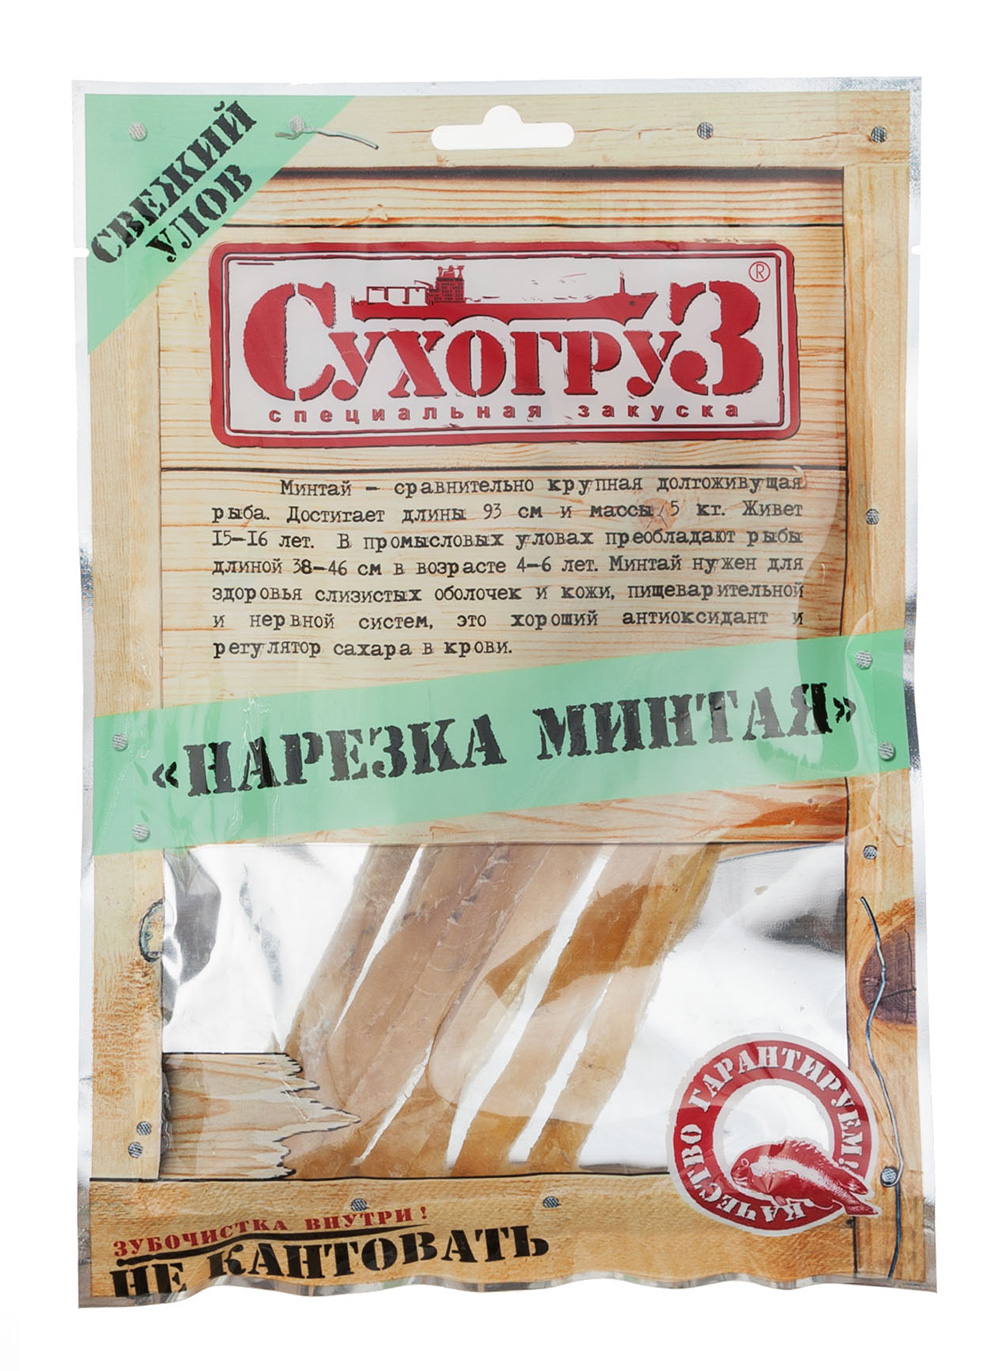 СВЕЖИЙ
УЛОВ
СУХОГРУЗ ®
специальная закуска
Минтай – сравнительно крупная долгоживущая
рыба. Достигает длины 93 см и массы 5 кг. Живет
15–16 лет. В промысловых уловах преобладают рыбы
длиной 38–46 см в возрасте 4–6 лет. Минтай нужен для
здоровья слизистых оболочек и кожи, пищеварительной
и нервной систем, это хороший антиоксидант и
регулятор сахара в крови.
«НАРЕЗКА МИНТАЯ»
КАЧЕСТВО ГАРАНТИРУЕМ!
ЗУБОЧИСТКА ВНУТРИ!
НЕ КАНТОВАТЬ